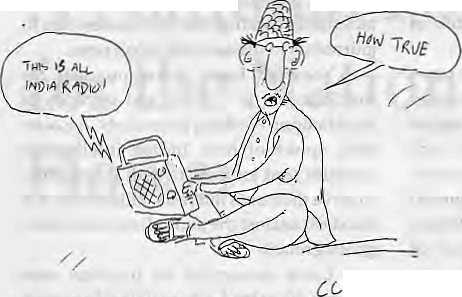 THIS IS ALL
INDIA RADIO!
HOW TRUE
CC